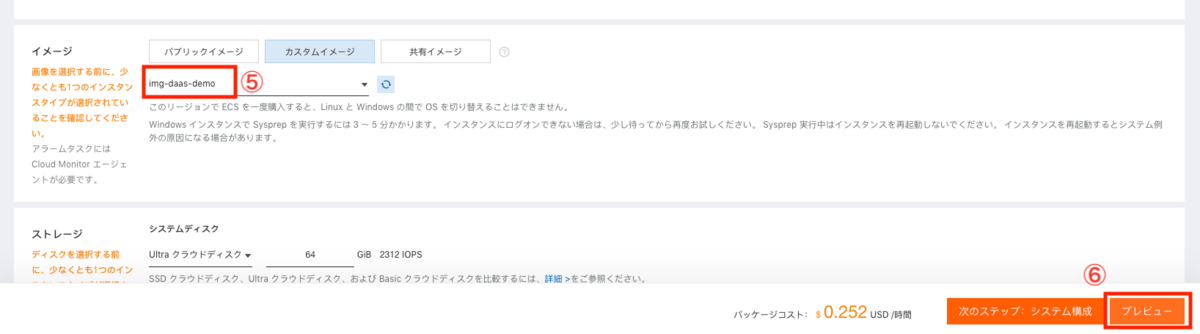 イメージ
パブリックイメージ
カスタムイメージ
共有イメージ
?
画像を選択する前に、少
なくとも1つのインスタン
スタイプが選択されてい
ることを確認してくださ
い。
アラームタスクには
Cloud Monitor エージェ
ントが必要です。
img-daas-demo
⑤
このリージョンで ECS を一度購入すると、Linux と Windows の間で OS を切り替えることはできません。
Windows インスタンスで Sysprep を実行するには 3 ~ 5 分かかります。 インスタンスにログオンできない場合は、少し待ってから再度お試しください。 Sysprep 実行中はインスタンスを再起動しないでください。 インスタンスを再起動するとシステム例
外の原因になる場合があります。
ストレージ
ディスクを選択する前
に、少なくとも1つのイン
システムディスク
Ultra クラウドディスク
64
GiB
2312 IOPS
SSD クラウドディスク、Ultra クラウドディスク、および Basic クラウドディスクを比較するには、詳細 >をご参照ください。
⑥
パッケージコスト: $ 0.252 USD /時間
次のステップ: システム構成
プレビュー